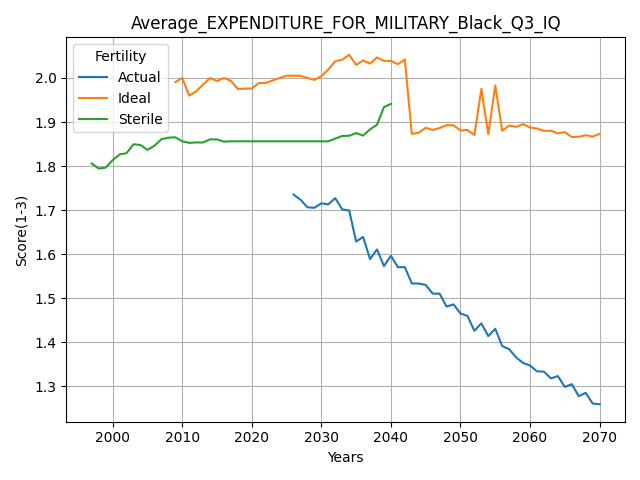 Average_EXPENDITURE_FOR_MILITARY_Black_Q3_IQ
Fertility
Actual
Ideal
Sterile
Score(1-3)
2.0
1.9
1.8
1.7
1.6
1.5
1.4
1.3
2000 2010 2020 2030 2040 2050 2060 2070
Years